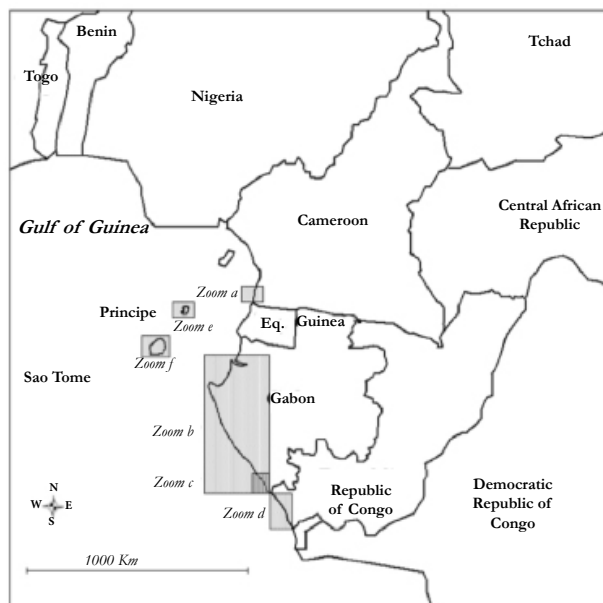 Benin
Tchad
Togo
Nigeria
Central African
Republic
Cameroon
Gulf of Guinea
Zoom a
Principe
Zoom e
Eq.
Guinea
Zoom f
Sao Tome
Gabon
Zoom b
Zoom c
Zoom d
Republic
of Congo
Democratic
Republic of
Congo
N
W
E
S
1000 Km